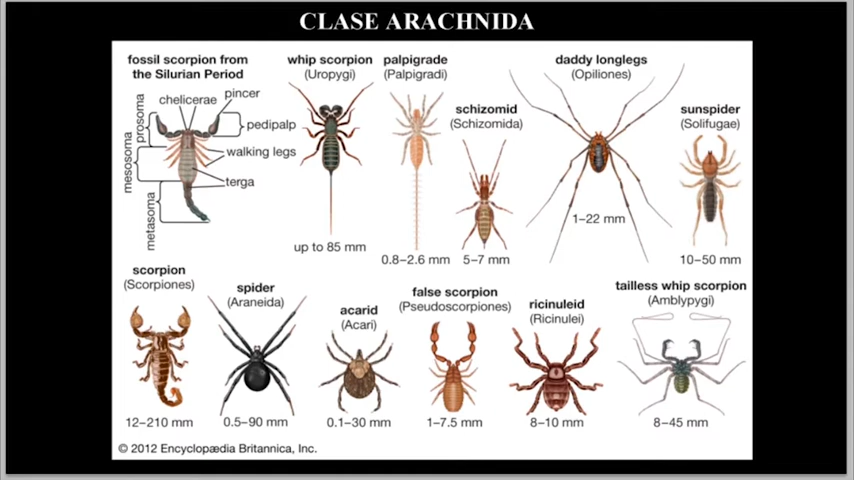 CLASE ARACHNIDA
fossil scorpion from
the Silurian Period
chelicerae
pincer
pedipalp
walking legs
terga
prosoma
mesosoma
metasoma
whip scorpion
(Uropygi)
up to 85 mm
palpigrade
(Palpigradi)
0.8–2.6 mm
schizomid
(Schizomida)
5–7 mm
daddy longlegs
(Opiliones)
1–22 mm
sunspider
(Solifugae)
10–50 mm
scorpion
(Scorpiones)
12–210 mm
spider
(Araneida)
0.5–90 mm
acarid
(Acari)
0.1–30 mm
false scorpion
(Pseudoscorpiones)
1–7.5 mm
ricinuleid
(Ricinulei)
8–10 mm
tailless whip scorpion
(Amblypygi)
8–45 mm
© 2012 Encyclopædia Britannica, Inc.